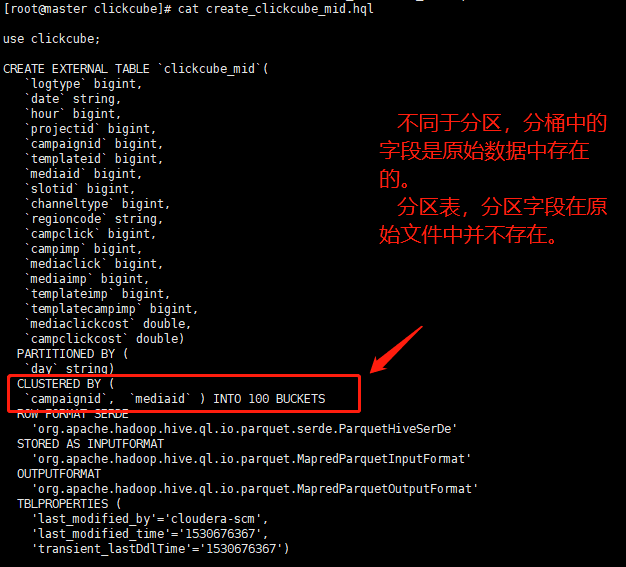 [root@master clickcube]# cat create_clickcube_mid.hql
use clickcube;
CREATE EXTERNAL TABLE `clickcube_mid`(
`logtype` bigint,
`date` string,
`hour` bigint,
`projectid` bigint,
`campaignid` bigint,
`templateid` bigint,
`mediaid` bigint,
`slotid` bigint,
`channeltype` bigint,
`regioncode` string,
`campclick` bigint,
`campimp` bigint,
`mediaclick` bigint,
`mediaimp` bigint,
`templateimp` bigint,
`templatecampimp` bigint,
`mediaclickcost` double,
`campclickcost` double)
PARTITIONED BY (
`day` string)
CLUSTERED BY (
`campaignid`, `mediaid` ) INTO 100 BUCKETS
ROW FORMAT SERDE
'org.apache.hadoop.hive.ql.io.parquet.serde.ParquetHiveSerDe'
STORED AS INPUTFORMAT
'org.apache.hadoop.hive.ql.io.parquet.MapredParquetInputFormat'
OUTPUTFORMAT
'org.apache.hadoop.hive.ql.io.parquet.MapredParquetOutputFormat'
TBLPROPERTIES (
'last_modified_by'='cloudera-scm',
'last_modified_time'='1530676367',
'transient_lastDdlTime'='1530676367')
不同于分区，分桶中的
字段是原始数据中存在
的。
分区表，分区字段在原
始文件中并不存在。